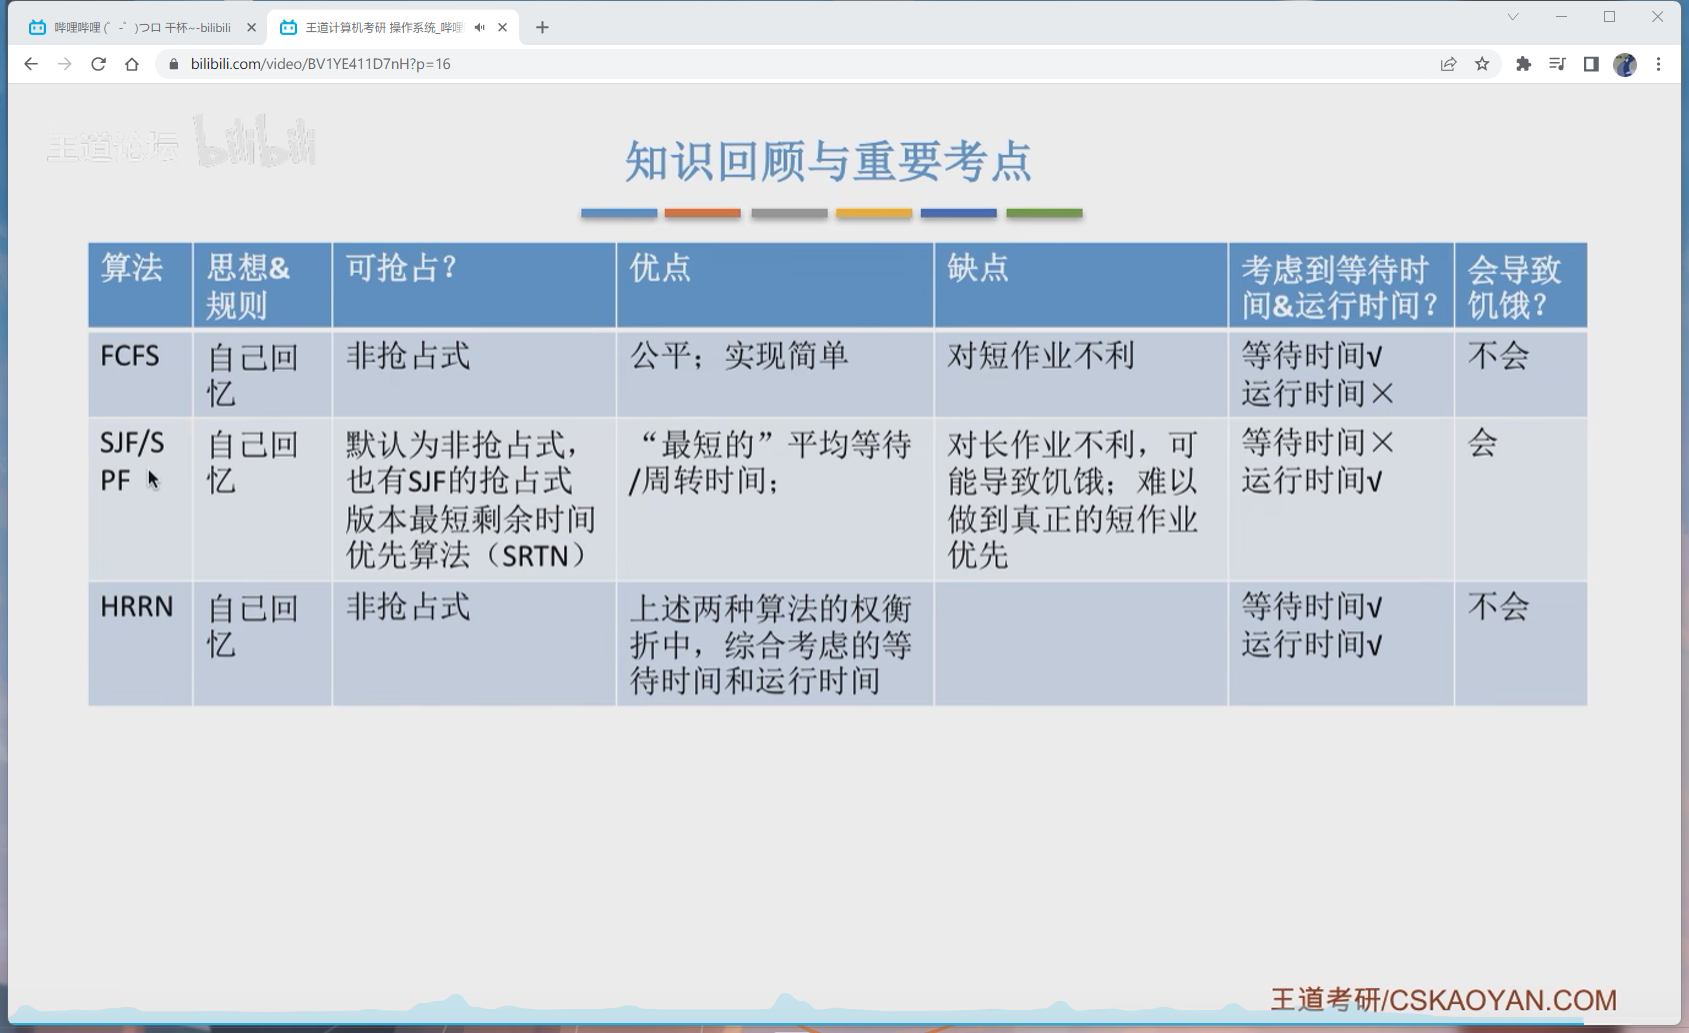 哔哩哔哩 (゜-゜)つロ 干杯~-bilibili
王道计算机考研 操作系统_哔哩
bilibili.com/video/BV1YE411D7nH?p=16
王道论坛 bilibili
知识回顾与重要考点
算法
思想&
规则
可抢占?
优点
缺点
考虑到等待时
间&运行时间?
会导致
饥饿?
FCFS
自己回
忆
非抢占式
公平；实现简单
对短作业不利
等待时间√
运行时间×
不会
SJF/S
PF
自己回
忆
默认为非抢占式，
也有SJF的抢占式
版本最短剩余时间
优先算法（SRTN）
“最短的”平均等待
/周转时间；
对长作业不利，可
能导致饥饿；难以
做到真正的短作业
优先
等待时间×
运行时间√
会
HRRN
自己回
忆
非抢占式
上述两种算法的权衡
折中，综合考虑的等
待时间和运行时间
等待时间√
运行时间√
不会
王道考研/CSKAOYAN.COM